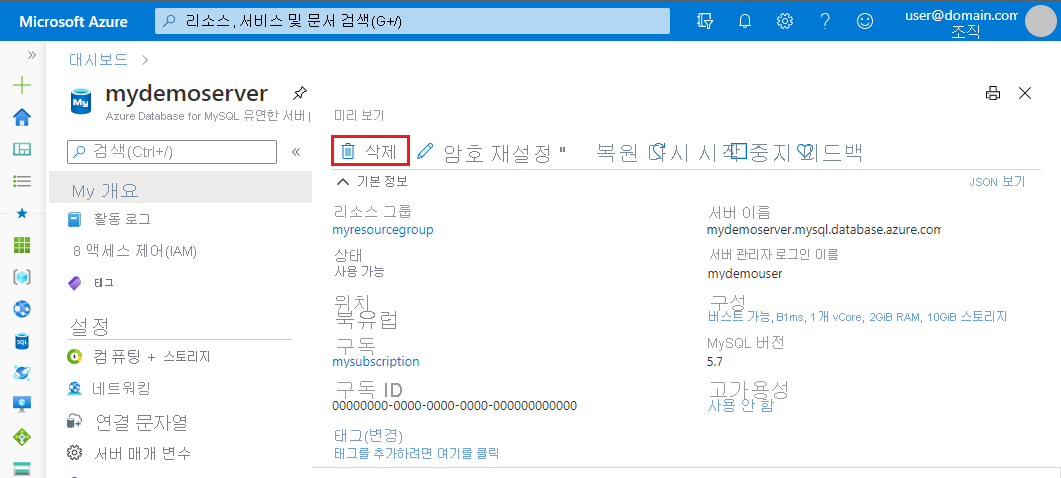 Microsoft Azure
리소스, 서비스 및 문서 검색(G+/)
user@domain.com
조직
대시보드
mydemoserver
Azure Database for MySQL 유연한 서버
미리 보기
검색(Ctrl+/)
삭제
암호 재설정 "
복원 다시 시작 중지 피드백
My 개요
기본 정보
JSON 보기
활동 로그
리소스 그룹
서버 이름
myresourcegroup
mydemoserver.mysql.database.azure.com
8 액세스 제어(IAM)
상태
서버 관리자 로그인 이름
사용 가능
mydemouser
태그
위치
구성
북유럽
버스트 가능, B1ms, 1 개 vCore, 2GiB RAM, 10GiB 스토리지
설정
구독
MySQL 버전
컴퓨팅 + 스토리지
mysubscription
5.7
네트워킹
구독 ID
고가용성
00000000-0000-0000-0000-000000000000
사용 안 함
연결 문자열
태그(변경)
서버 매개 변수
태그를 추가하려면 여기를 클릭